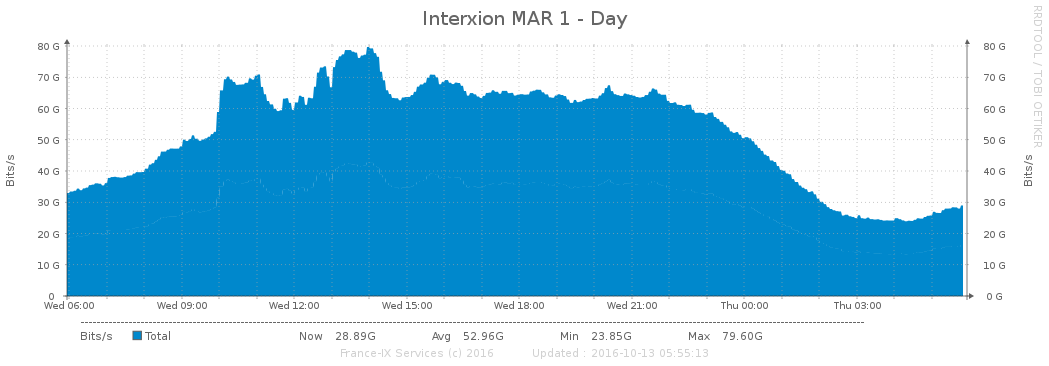 Interxion MAR 1 - Day
RRDTOOL / TOBI OETIKER
Bits/s
Bits/s
80 G 80 G
70 G 70 G
60 G 60 G
50 G 50 G
40 G 40 G
30 G 30 G
20 G 20 G
10 G 10 G
0 0 G
Wed 06:00 Wed 09:00 Wed 12:00 Wed 15:00 Wed 18:00 Wed 21:00 Thu 00:00 Thu 03:00
Bits/s Total Now 28.89G Avg 52.96G Min 23.85G Max 79.60G
France-IX Services (c) 2016 Updated : 2016-10-13 05:55:13